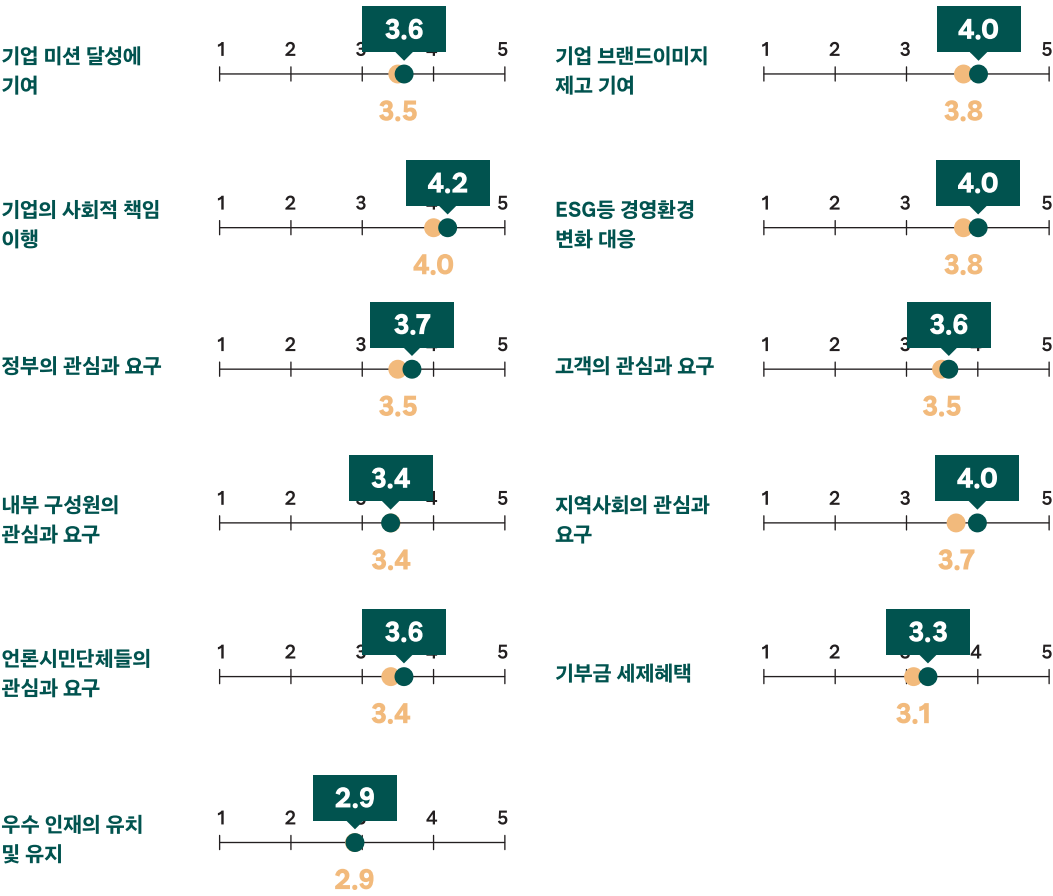 3.6
기업 미션 달성에
기여
1 2 3 4 5
3.5
4.0
기업 브랜드이미지
제고 기여
1 2 3 5
3.8
4.2
기업의 사회적 책임
이행
1 2 3 4 5
4.0
4.0
ESG등 경영환경
변화 대응
1 2 3 5
3.8
3.7
정부의 관심과 요구
1 2 3 5
3.5
3.6
고객의 관심과 요구
1 2 3 4 5
3.5
3.4
내부 구성원의
관심과 요구
1 2 3 4 5
3.4
4.0
지역사회의 관심과
요구
1 2 3 5
3.7
3.6
언론시민단체들의
관심과 요구
1 2 3 4 5
3.4
3.3
기부금 세제혜택
1 2 3 4 5
3.1
2.9
우수 인재의 유치
및 유지
1 2 3 4 5
2.9